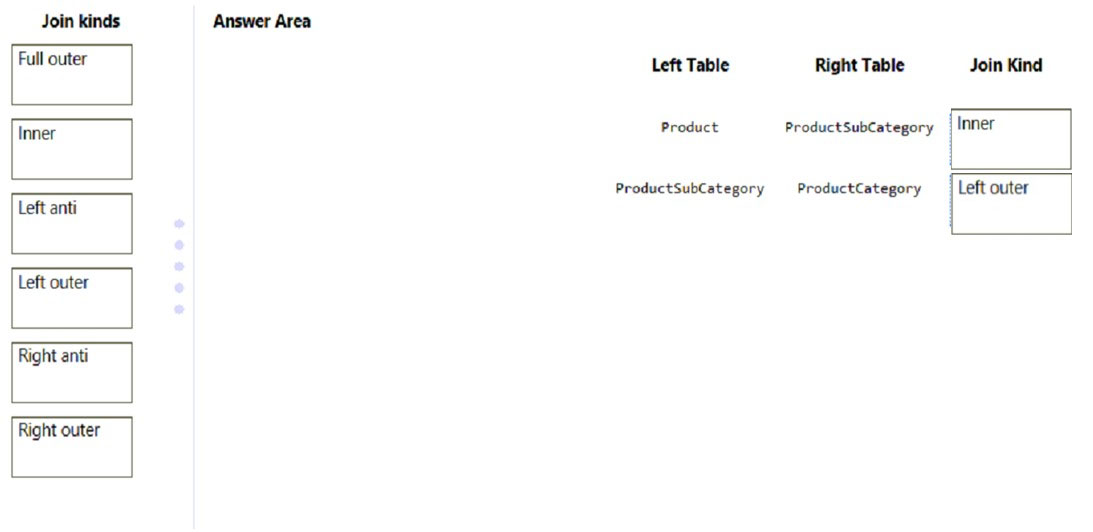 Join kinds
Answer Area
Full outer
Inner
Left anti
Left outer
Right anti
Right outer
Left Table Right Table Join Kind
Product ProductSubCategory Inner
ProductSubCategory ProductCategory Left outer